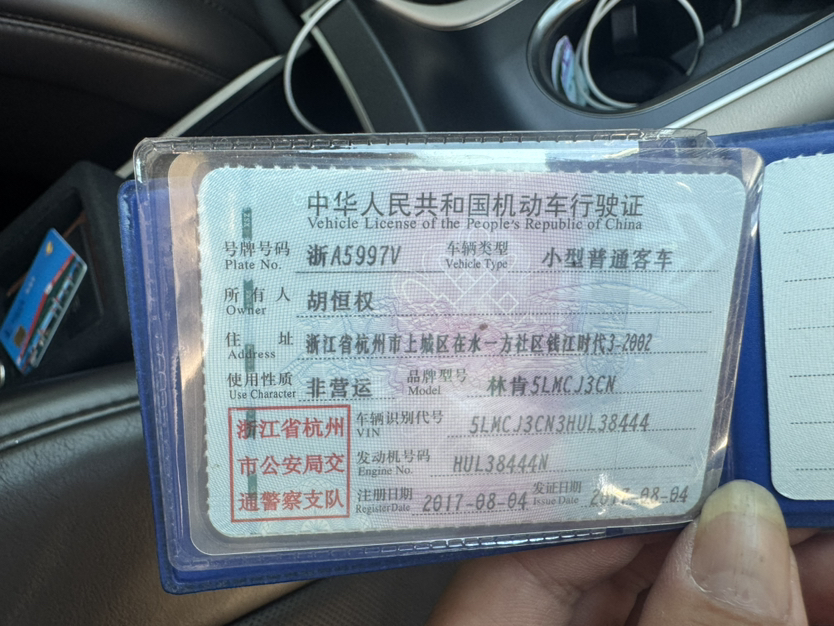 中华人民共和国机动车行驶证
Vehicle License of the People's Republic of China
号牌号码 浙A5997V 车辆类型 小型普通客车
Plate No. Vehicle Type
所有人 胡恒权
Owner
住址 浙江省杭州市上城区在水一方社区钱江时代3-2002
Address
使用性质 非营运 品牌型号 林肯5LMCJ3CN
Use Character Model
浙江省杭州
市公安局交
通警察支队
车辆识别代号 5LMCJ3CN3HUL38444
VIN
发动机号码 HUL38444N
Engine No.
注册日期 2017-08-04 发证日期 2017-08-04
Register Date Issue Date